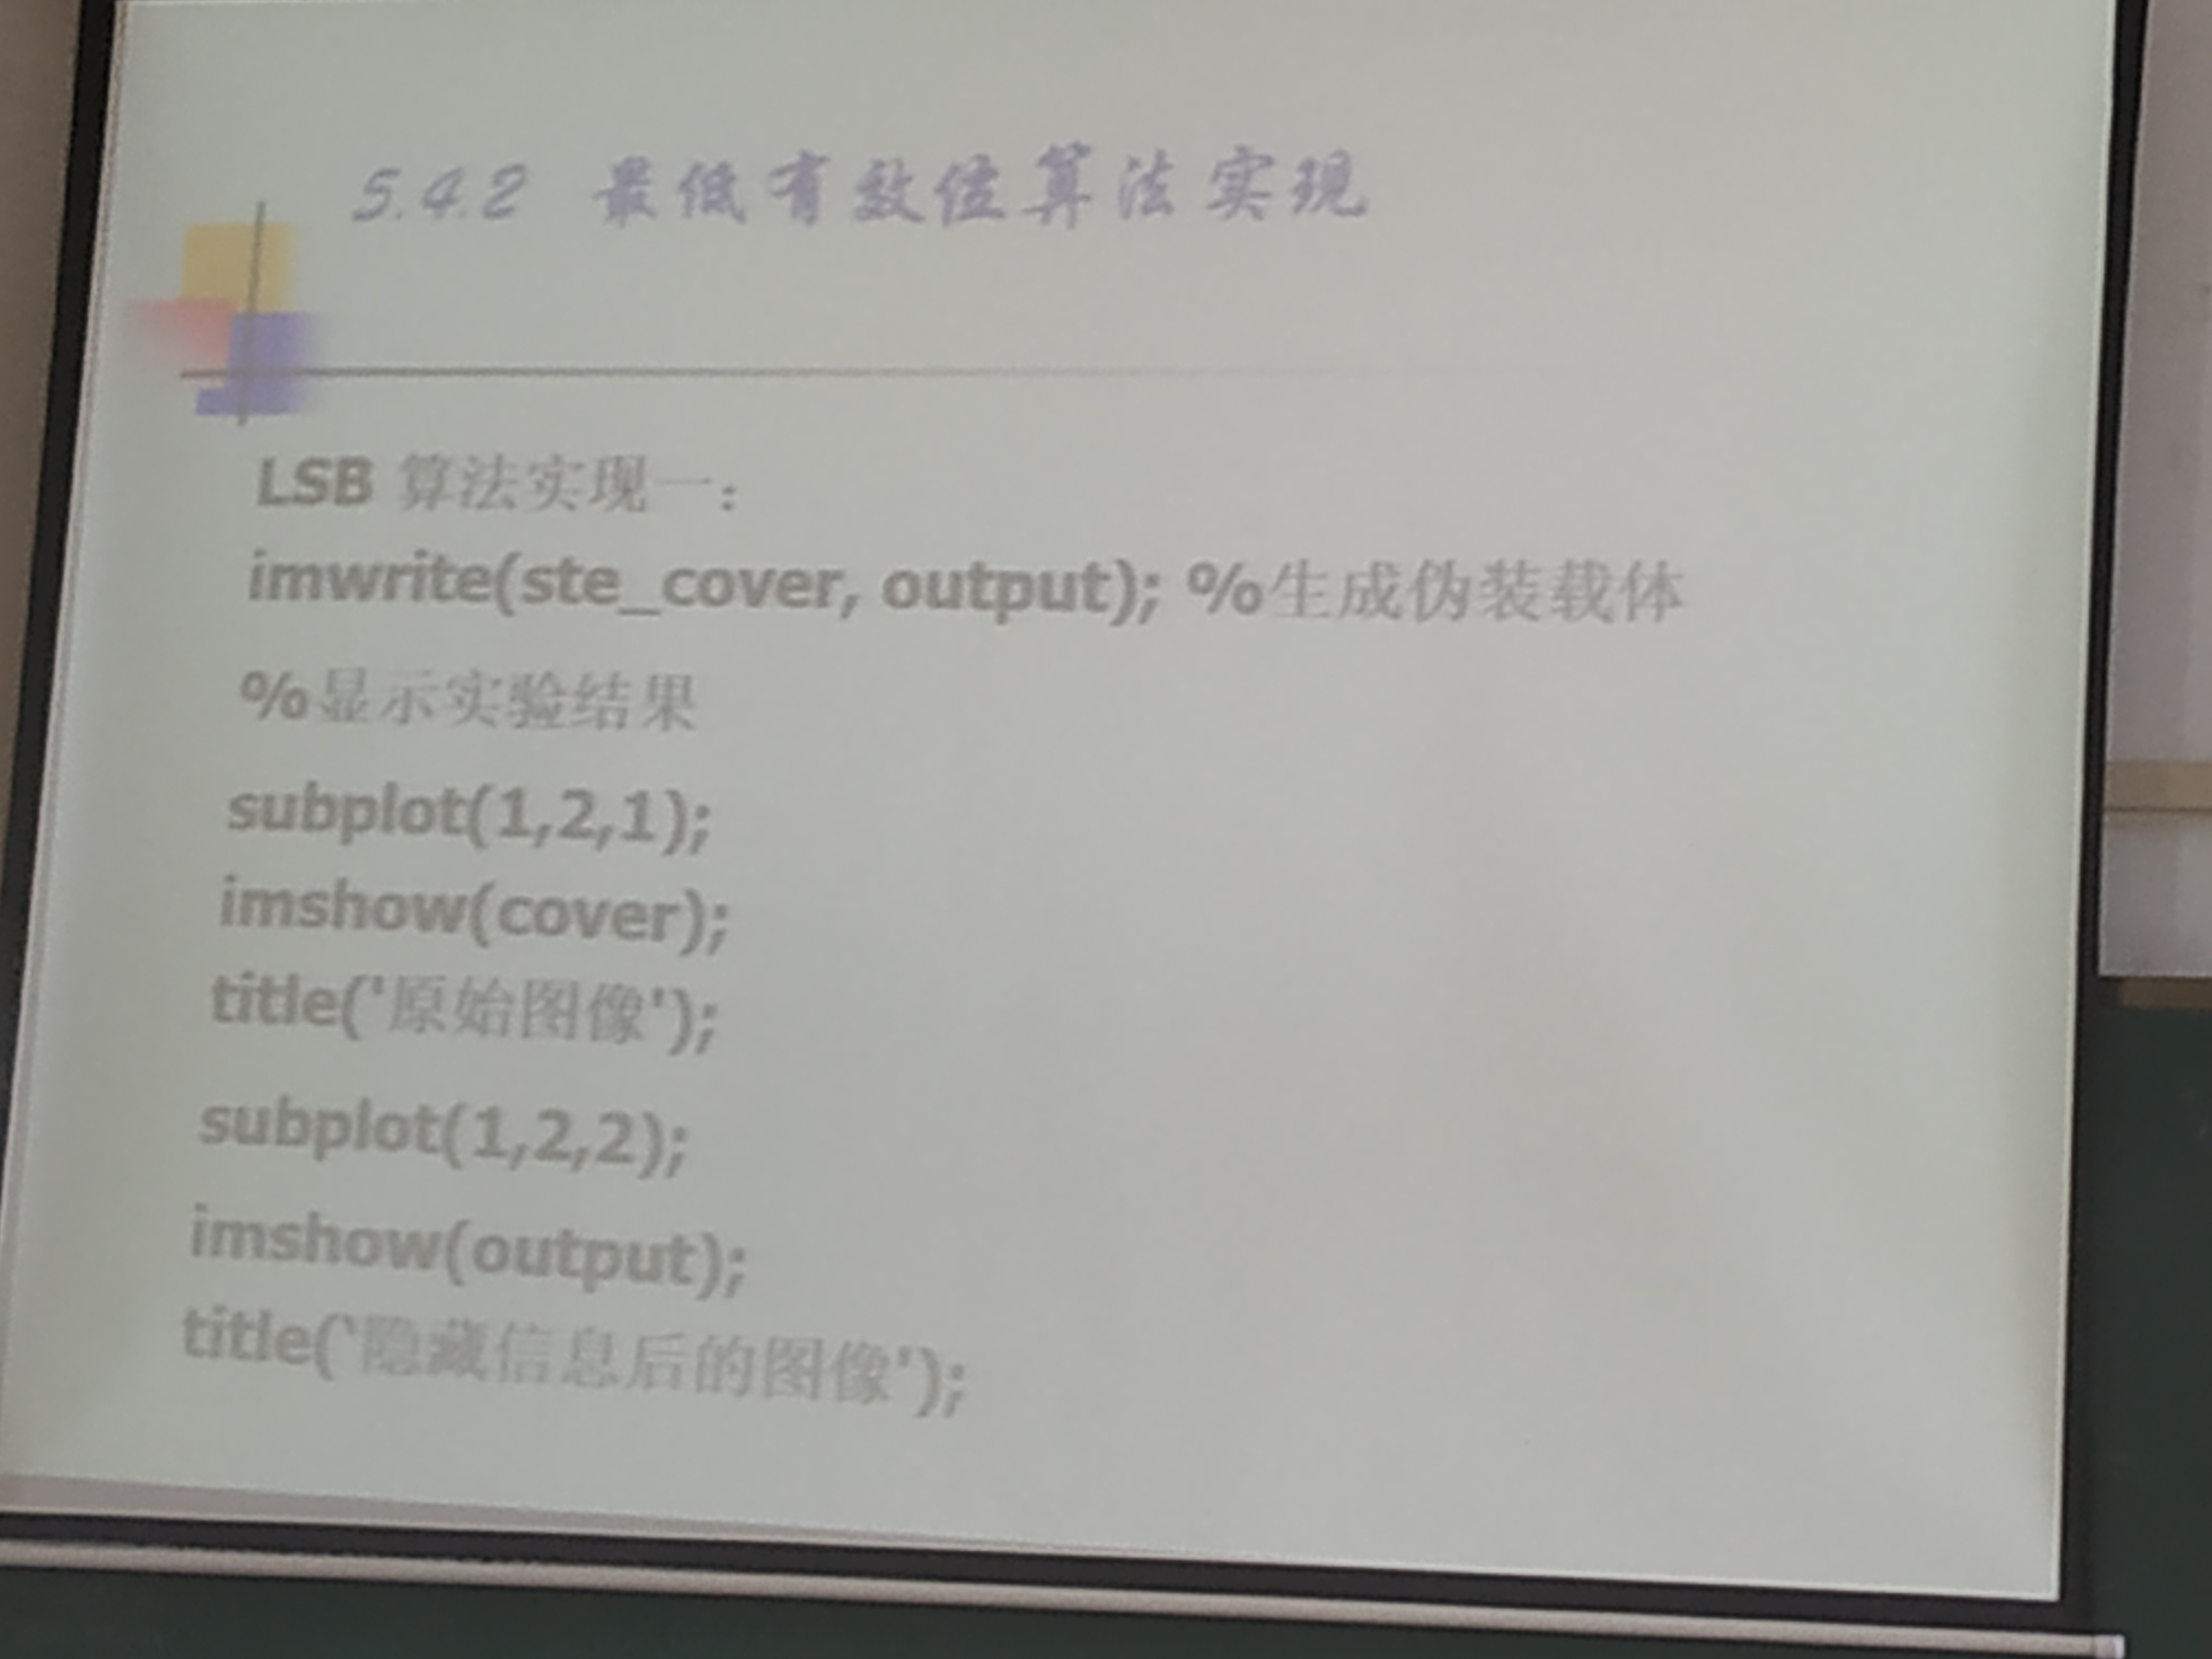 5.4.2 最低有效位算法实现
LSB 算法实现一：
imwrite(ste_cover, output); %生成伪装载体
%显示实验结果
subplot(1,2,1);
imshow(cover);
title('原始图像');
subplot(1,2,2);
imshow(output);
title('隐藏信息后的图像');